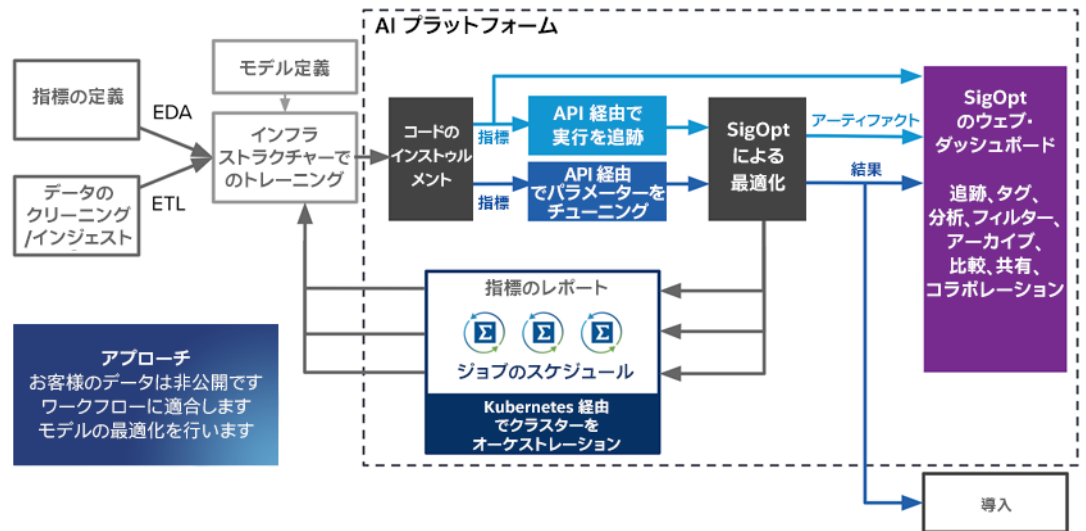 AI プラットフォーム
指標の定義
EDA
データの
クリーニング
/インジェスト
ETL
モデル定義
インフラ
ストラクチャーで
のトレーニング
コードの
インストゥル
メント
指標
API 経由で
実行を追跡
指標
API 経由
でパラメーターを
チューニング
SigOpt
による
最適化
アーティファクト
結果
SigOpt
のウェブ・
ダッシュボード
追跡、タグ、
分析、フィルター、
アーカイブ、
比較、共有、
コラボレーション
指標のレポート
Σ Σ Σ
ジョブのスケジュール
Kubernetes 経由
でクラスターを
オーケストレーション
アプローチ
お客様のデータは非公開です
ワークフローに適合します
モデルの最適化を行います
導入